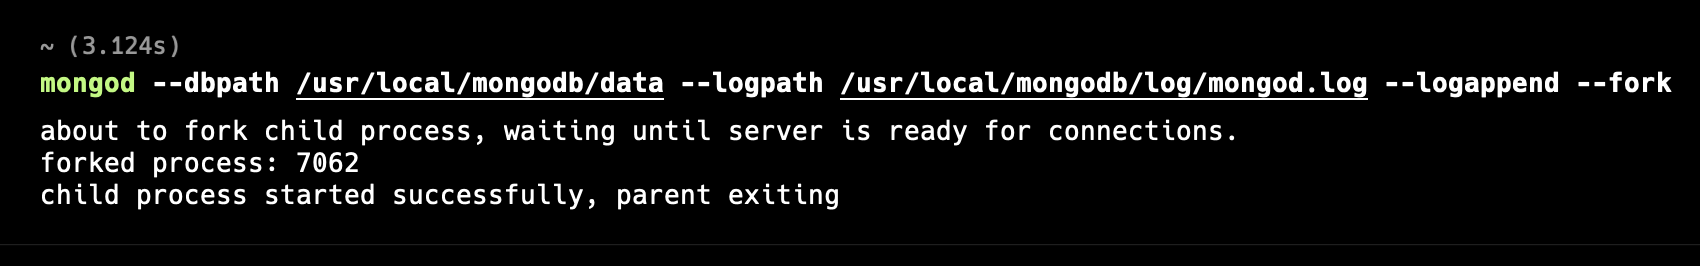 ~ (3.124s)
mongod --dbpath /usr/local/mongodb/data --logpath /usr/local/mongodb/log/mongod.log --logappend --fork
about to fork child process, waiting until server is ready for connections.
forked process: 7062
child process started successfully, parent exiting